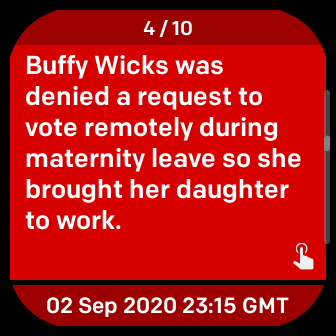 4 / 10
Buffy Wicks was
denied a request to
vote remotely during
maternity leave so she
brought her daughter
to work.
02 Sep 2020 23:15 GMT